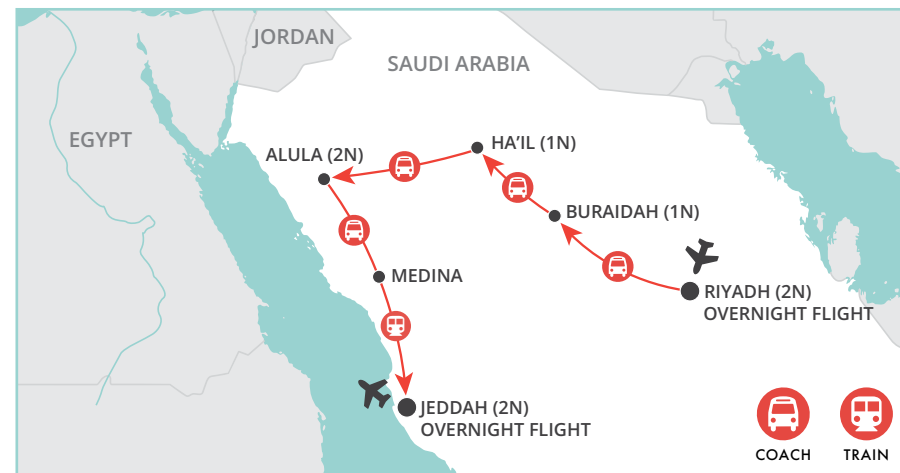 JORDAN
SAUDI ARABIA
EGYPT
HA'IL (1N)
ALULA (2N)
BURAIDAH (1N)
MEDINA
RIYADH (2N)
OVERNIGHT FLIGHT
JEDDAH (2N)
OVERNIGHT FLIGHT
COACH
TRAIN